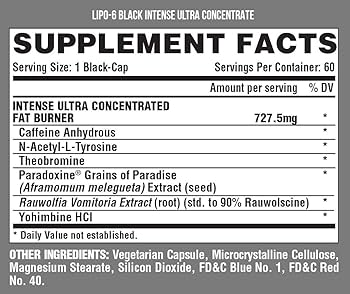 LIPO-6 BLACK INTENSE ULTRA CONCENTRATE
SUPPLEMENT FACTS
Serving Size: 1 Black-Cap Servings Per Container: 60
Amount per serving % DV
INTENSE ULTRA CONCENTRATED
FAT BURNER 727.5mg *
Caffeine Anhydrous *
N-Acetyl-L-Tyrosine *
Theobromine *
Paradoxine® Grains of Paradise
(Aframomum melegueta) Extract (seed) *
Rauwolfia Vomitoria Extract (root) (std. to 90% Rauwolscine) *
Yohimbine HCl *
* Daily Value not established.
OTHER INGREDIENTS: Vegetarian Capsule, Microcrystalline Cellulose,
Magnesium Stearate, Silicon Dioxide, FD&C Blue No. 1, FD&C Red
No. 40.